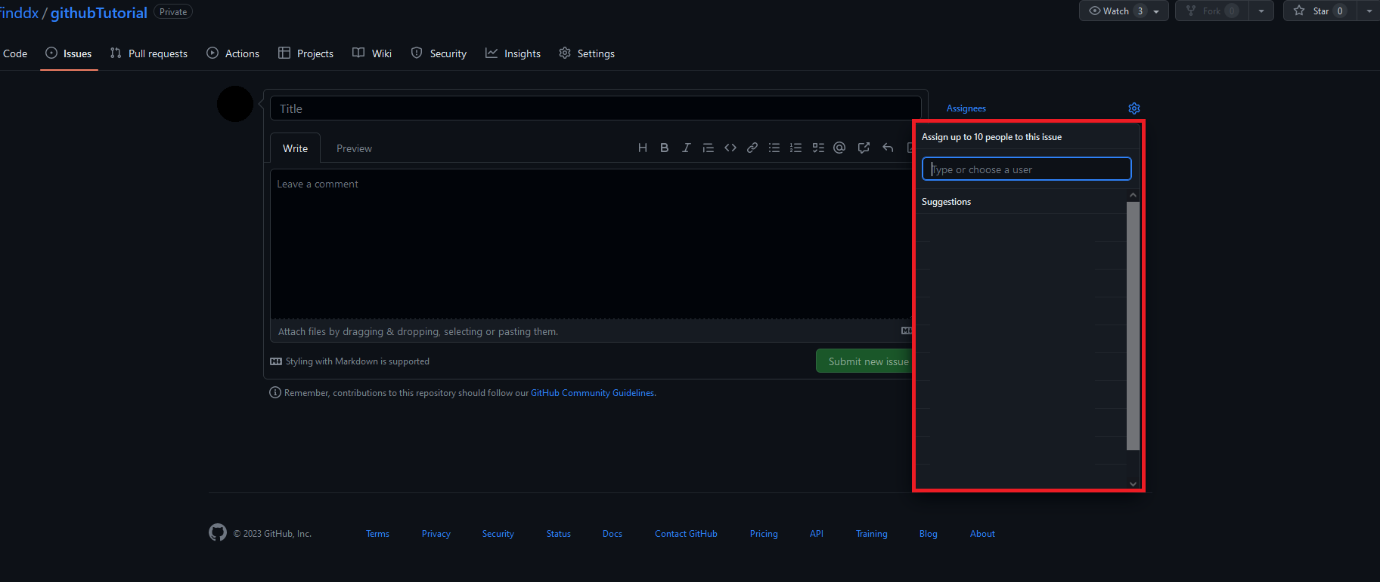 finddx / githubTutorial Private
Watch 3 Fork 0 Star 0
Code Issues Pull requests Actions Projects Wiki Security Insights Settings
Title
Assignees
Assign up to 10 people to this issue
Write Preview
Type or choose a user
Leave a comment
Suggestions
Attach files by dragging & dropping, selecting or pasting them.
Styling with Markdown is supported
Submit new issue
Remember, contributions to this repository should follow our GitHub Community Guidelines.
© 2023 GitHub, Inc. Terms Privacy Security Status Docs Contact GitHub Pricing API Training Blog About